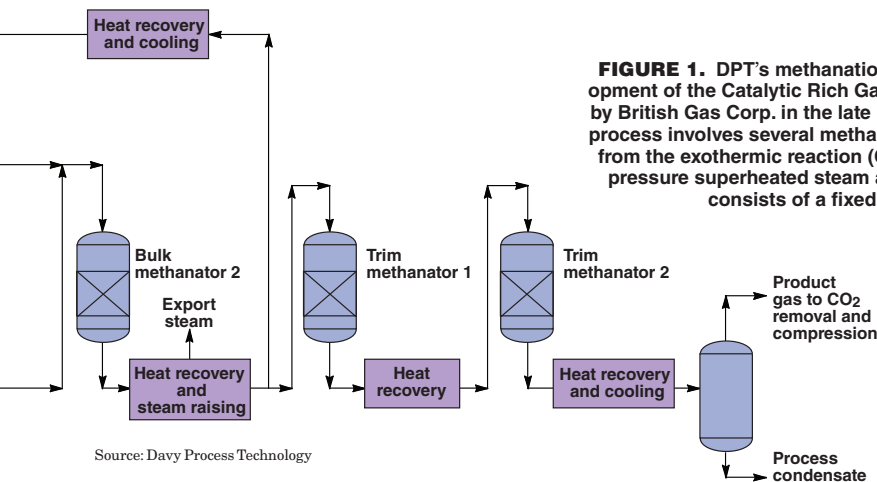 Heat recovery
and cooling
FIGURE 1. DPT's methanatio
opment of the Catalytic Rich Ga
by British Gas Corp. in the late
process involves several metha
from the exothermic reaction (
pressure superheated steam a
consists of a fixed
Bulk
methanator 2
Export
steam
Trim
methanator 1
Trim
methanator 2
Product
gas to CO2
removal and
compression
Heat recovery
and
steam raising
Heat
recovery
Heat recovery
and cooling
Source: Davy Process Technology
Process
condensate